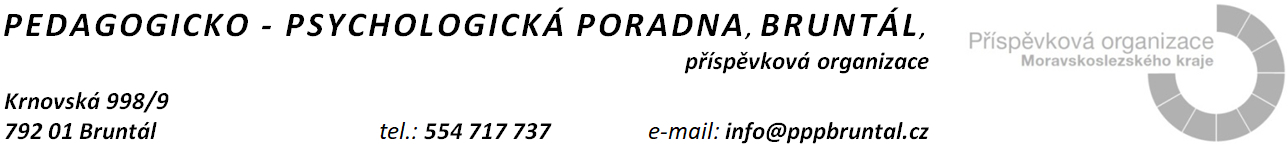 PEDAGOGICKO - PSYCHOLOGICKÁ PORADNA, BRUNTÁL,
příspěvková organizace
Krnovská 998/9
792 01 Bruntál tel.: 554 717 737 e-mail: info@pppbruntal.cz
Příspěvková organizace
Moravskoslezského kraje